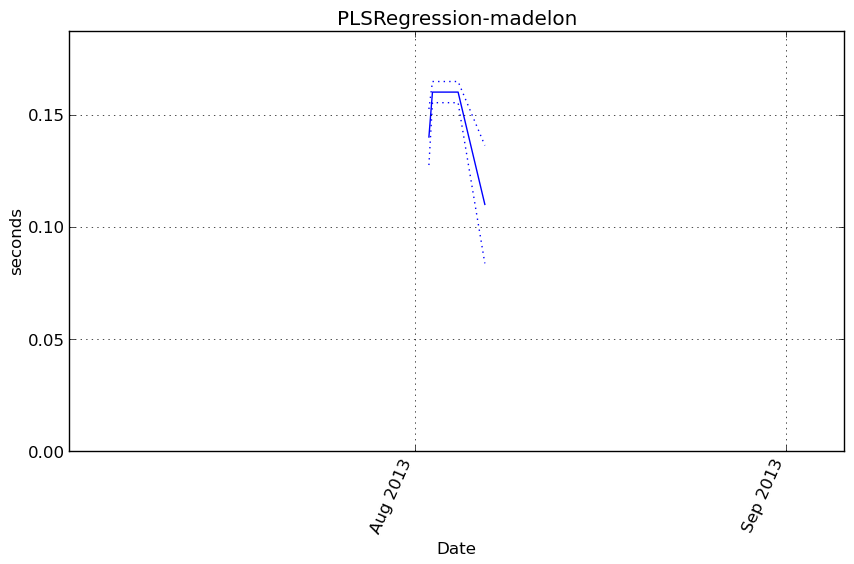 PLSRegression-madelon
0.15
0.10
0.05
0.00
seconds
Aug 2013
Sep 2013
Date